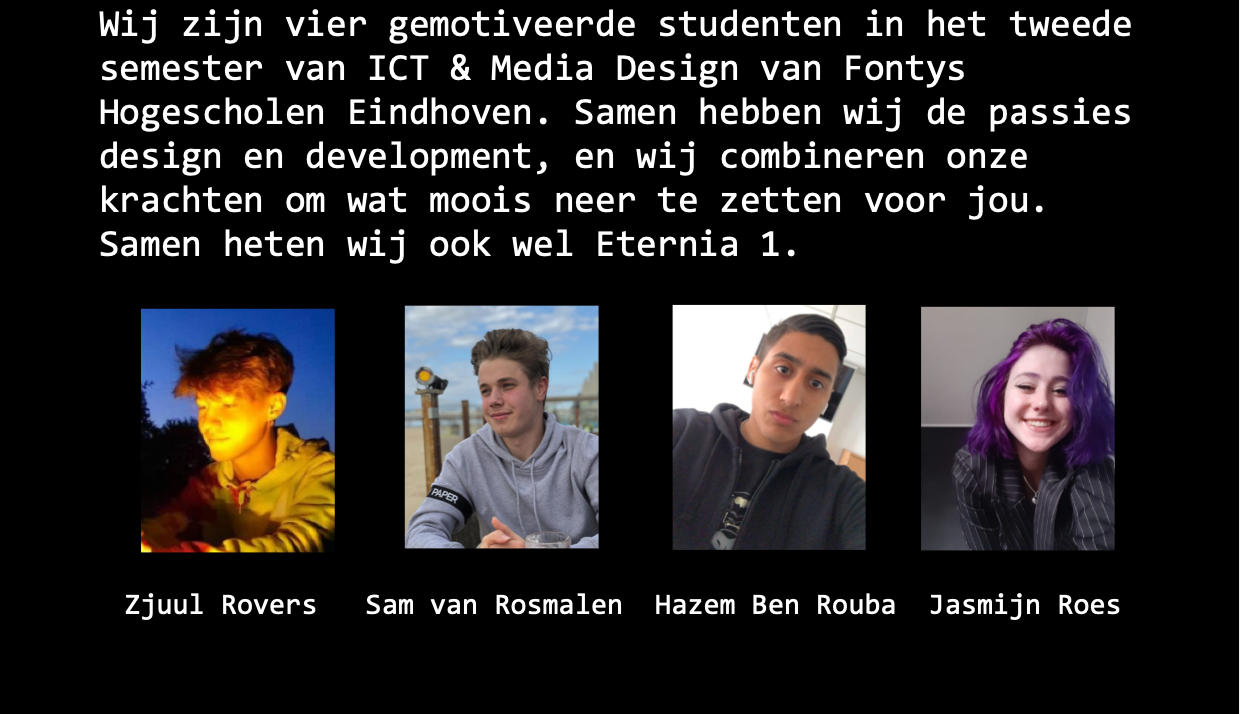 Wij zijn vier gemotiveerde studenten in het tweede
semester van ICT & Media Design van Fontys
Hogescholen Eindhoven. Samen hebben wij de passies
design en development, en wij combineren onze
krachten om wat moois neer te zetten voor jou.
Samen heten wij ook wel Eternia 1.
PAPER
Zjuul Rovers
Sam van Rosmalen
Hazem Ben Rouba
Jasmijn Roes